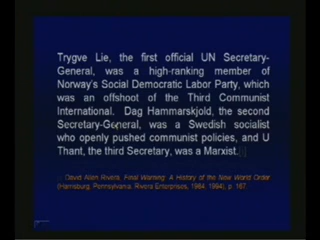 Trygve Lie, the first official UN Secretary-
General, was a high-ranking member of
Norway's Social Democratic Labor Party, which
was an offshoot of the Third Communist
International. Dag Hammarskjold, the second
Secretary-General, was a Swedish socialist
who openly pushed communist policies, and U
Thant, the third Secretary, was a Marxist.
- David Allen Rivera, Final Warning: A History of the New World Order
(Harrisburg, Pennsylvania: Rivera Enterprises, 1984, 1994), p. 167.